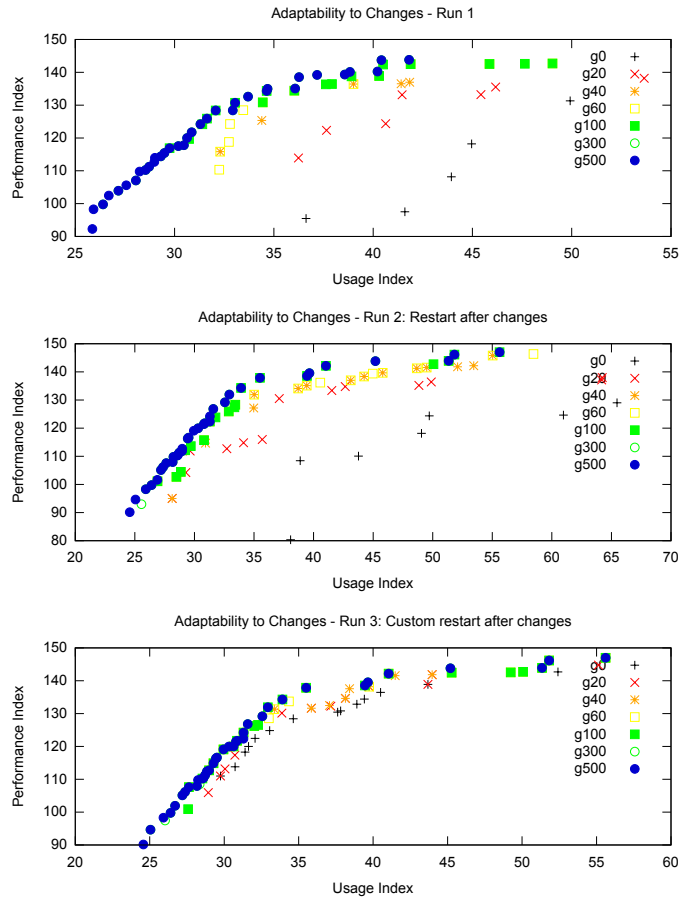 Adaptability to Changes - Run 1
150
140
130
120
110
100
90
25
30
35
40
45
50
55
Performance Index
Usage Index
g0
g20
g40
g60
g100
g300
g500
Adaptability to Changes - Run 2: Restart after changes
150
140
130
120
110
100
90
80
20
25
30
35
40
45
50
55
60
65
70
Performance Index
Usage Index
g0
g20
g40
g60
g100
g300
g500
Adaptability to Changes - Run 3: Custom restart after changes
150
140
130
120
110
100
90
20
25
30
35
40
45
50
55
60
Performance Index
Usage Index
g0
g20
g40
g60
g100
g300
g500